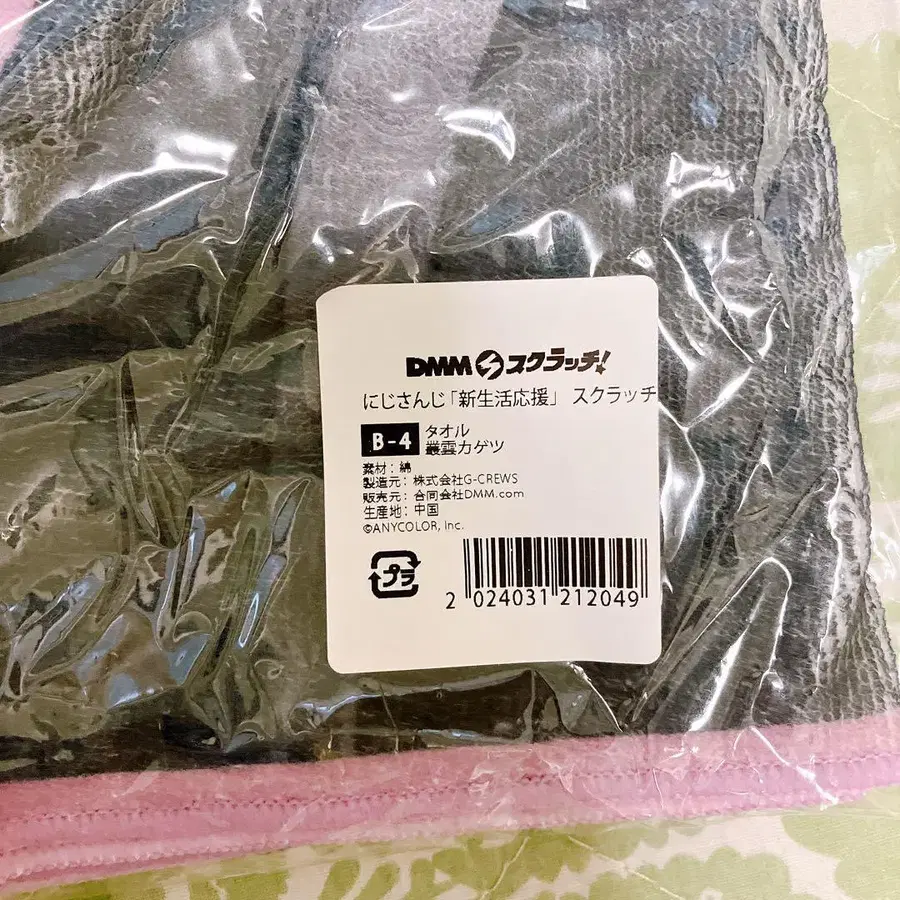 DMMスクラッチ!
にじさんじ「新生活応援」 スクラッチ
B-4 タオル
叢雲カゲツ
素材：綿
製造元：株式会社G-CREWS
販売元：合同会社DMM.com
生産地：中国
©ANYCOLOR, Inc.
プラ
2 024031 212049